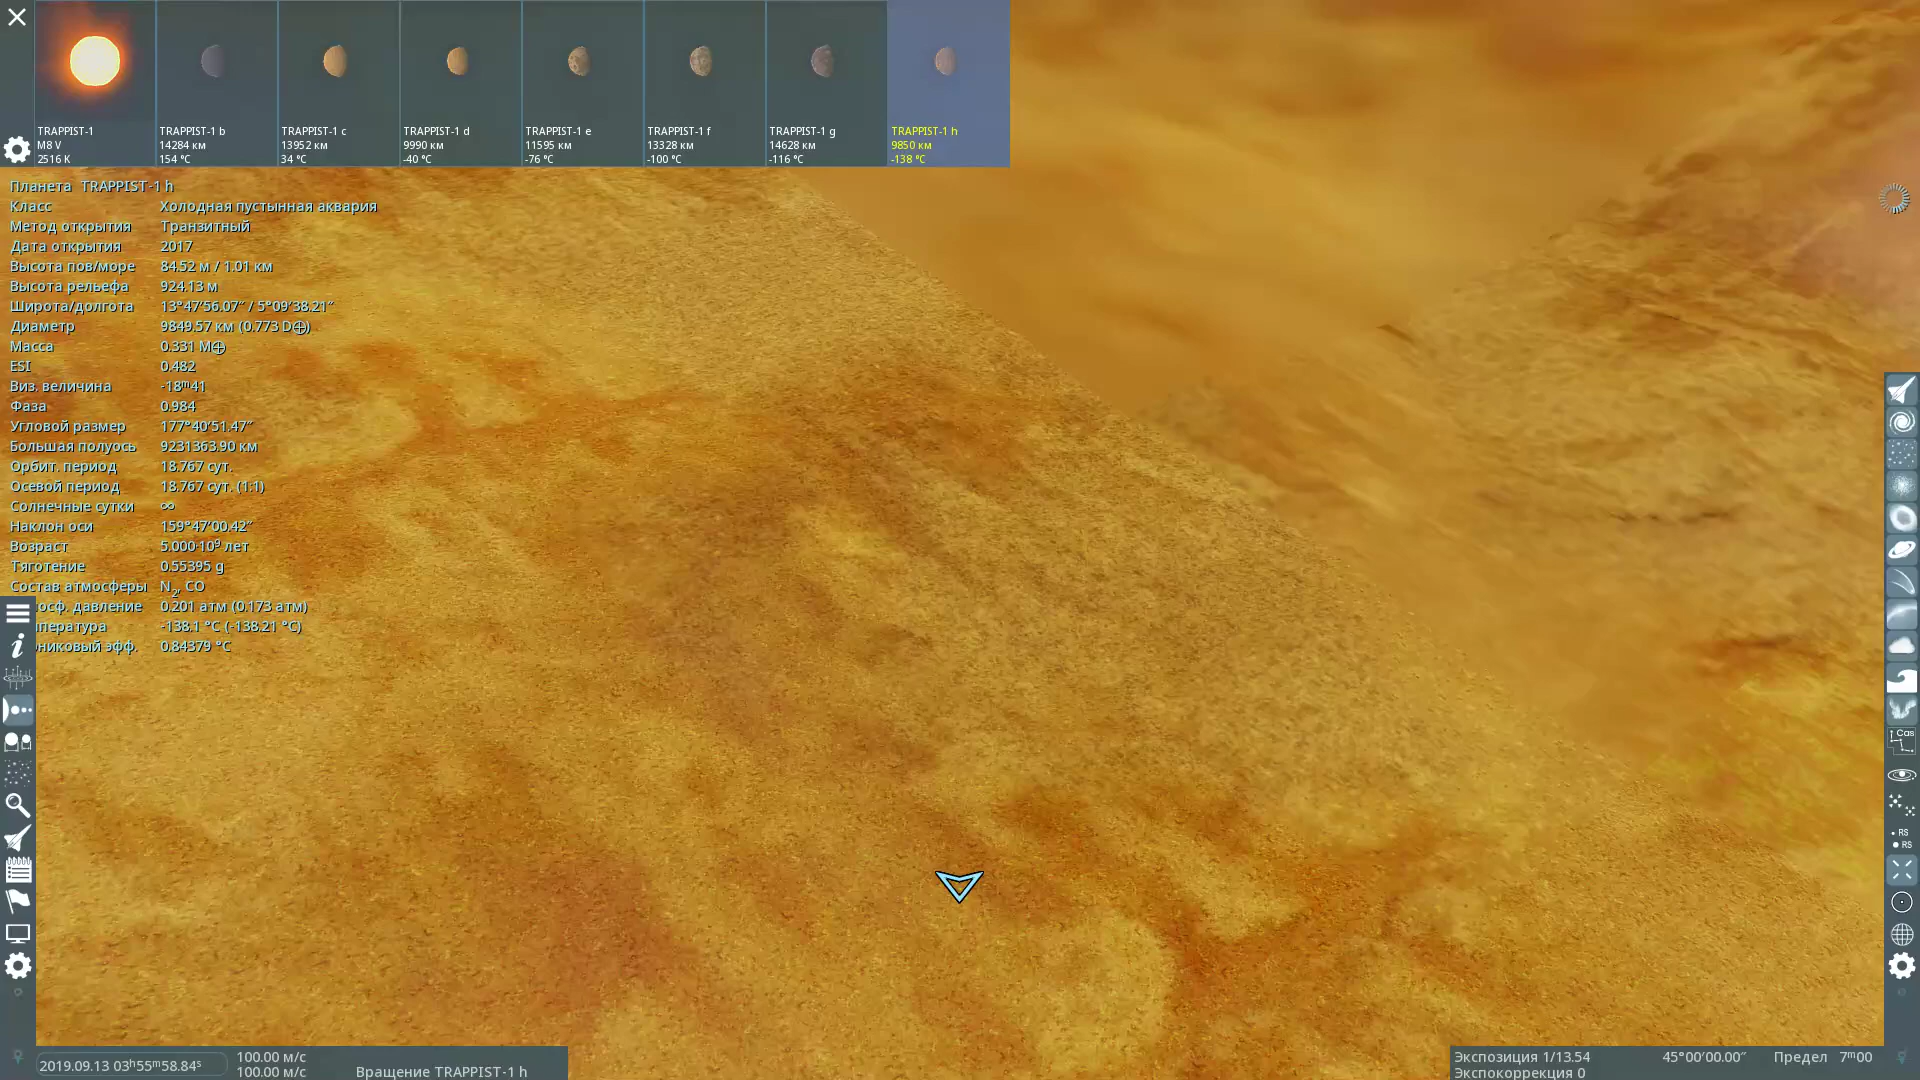 TRAPPIST-1
M8 V
2516 K
TRAPPIST-1 b
14284 км
154 °C
TRAPPIST-1 c
13952 км
34 °C
TRAPPIST-1 d
9990 км
-40 °C
TRAPPIST-1 e
11595 км
-76 °C
TRAPPIST-1 f
13328 км
-100 °C
TRAPPIST-1 g
14628 км
-116 °C
TRAPPIST-1 h
9850 км
-138 °C
Планета TRAPPIST-1 h
Класс Холодная пустынная аквария
Метод открытия Транзитный
Дата открытия 2017
Высота пов/море 84.52 м / 1.01 км
Высота рельефа 924.13 м
Широта/долгота 13°47′56.07″ / 5°09′38.21″
Диаметр 9849.57 км (0.773 D⊕)
Масса 0.331 M⊕
ESI 0.482
Виз. величина -18ᵐ41
Фаза 0.984
Угловой размер 177°40′51.47″
Большая полуось 9231363.90 км
Орбит. период 18.767 сут.
Осевой период 18.767 сут. (1:1)
Солнечные сутки ∞
Наклон оси 159°47′00.42″
Возраст 5.000·10⁹ лет
Тяготение 0.55395 g
Состав атмосферы N₂, CO
осф. давление 0.201 атм (0.173 атм)
пература -138.1 °C (-138.21 °C)
никовый эфф. 0.84379 °C
Cas
RS
RS
2019.09.13 03ʰ55ᵐ58.84ˢ
100.00 м/с
100.00 м/с
Вращение TRAPPIST-1 h
Экспозиция 1/13.54 45°00′00.00″ Предел 7ᵐ00
Экспокоррекция 0